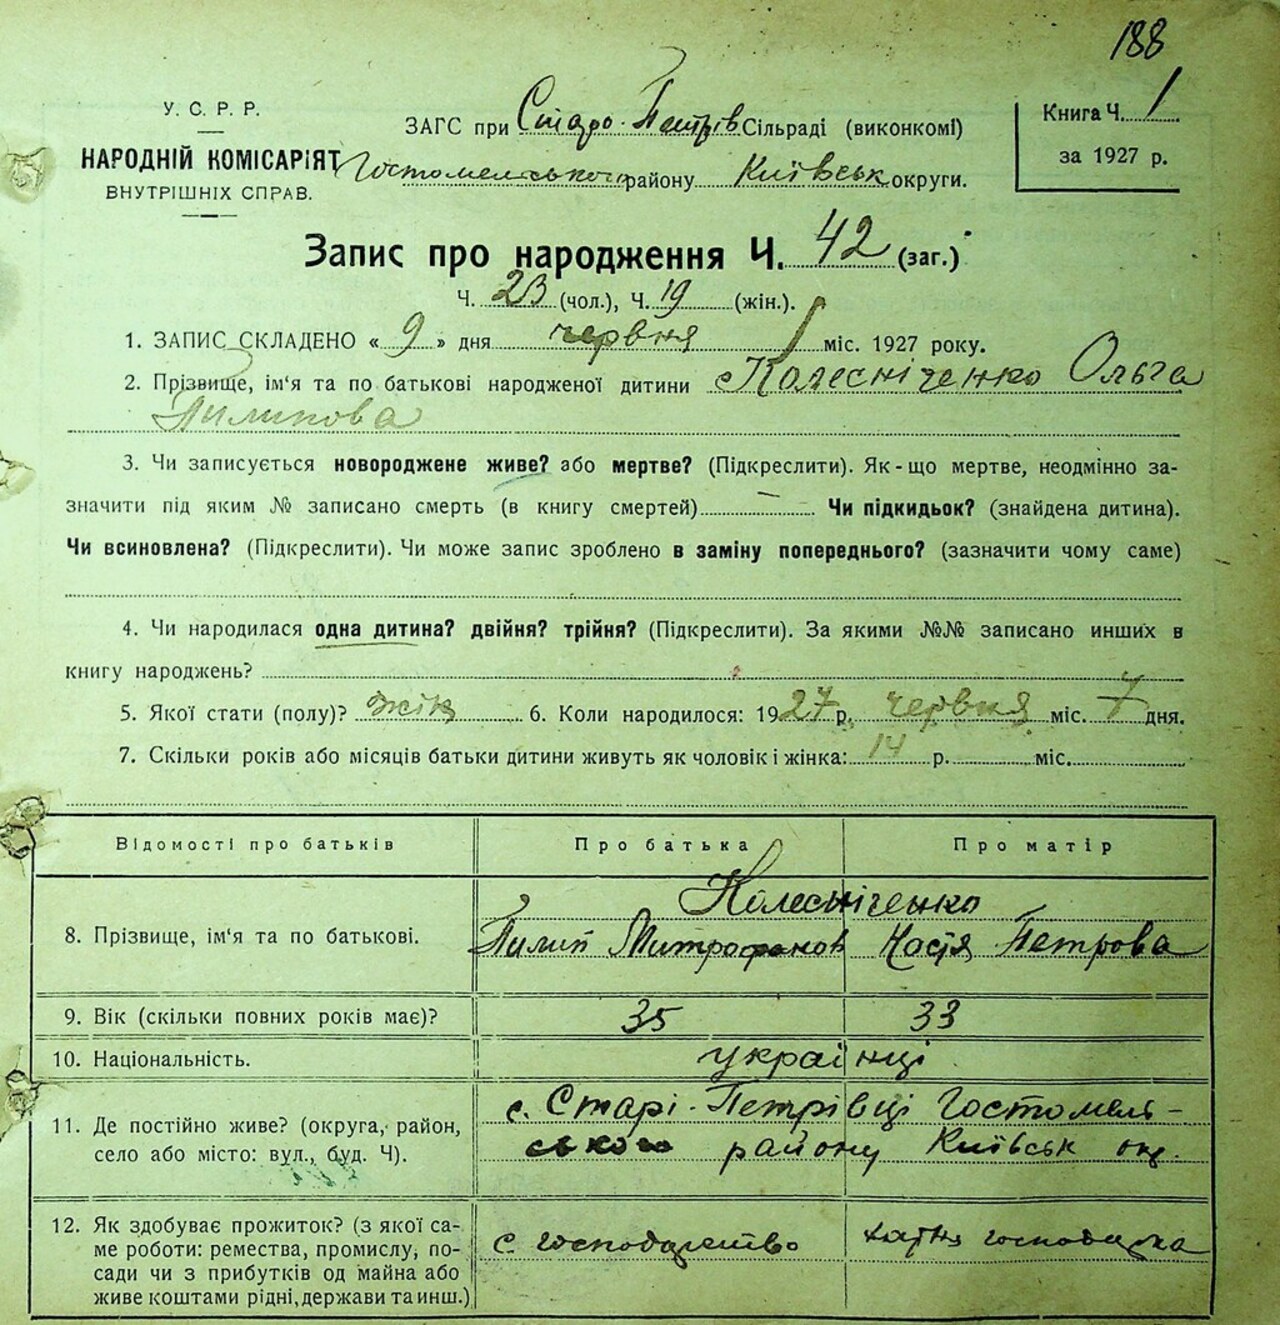 188
У. С. Р. Р.
НАРОДНІЙ КОМІСАРІЯТ
ВНУТРІШНІХ СПРАВ.
ЗАГС при Старо-Петрів. Сільраді (виконкомі)
Гостомельського району Київськ округи.
Книга Ч. 1
за 1927 р.
Запис про народження Ч. 42 (заг.)
Ч. 23 (чол.), Ч. 19 (жін.).
1. ЗАПИС СКЛАДЕНО « 9 » дня червня міс. 1927 року.
2. Прізвище, ім'я та по батькові народженої дитини Колесніченко Ольга
Пилипова
3. Чи записується новороджене живе? або мертве? (Підкреслити). Як-що мертве, неодмінно за-
значити під яким № записано смерть (в книгу смертей) — Чи підкидьок? (знайдена дитина).
Чи всиновлена? (Підкреслити). Чи може запис зроблено в заміну попереднього? (зазначити чому саме)
4. Чи народилася одна дитина? двійня? трійня? (Підкреслити). За якими №№ записано инших в
книгу народжень?
5. Якої стати (полу)? жін 6. Коли народилося: 1927 р. червня міс. 7 дня.
7. Скільки років або місяців батьки дитини живуть як чоловік і жінка: 14 р. міс.
Відомості про батьків Про батька Про матір
Колесніченко
8. Прізвище, ім'я та по батькові. Пилип Митрофанов Настя Петрова
9. Вік (скільки повних років має)? 35 33
10. Національність. українці
11. Де постійно живе? (округа, район,
село або місто: вул., буд. Ч).
с. Старі-Петрівці Гостомель-
ського району Київськ окр.
12. Як здобуває прожиток? (з якої са-
ме роботи: ремества, промислу, по-
сади чи з прибутків од майна або
живе коштами рідні, держави та инш.)
с. господарство хатня господарка